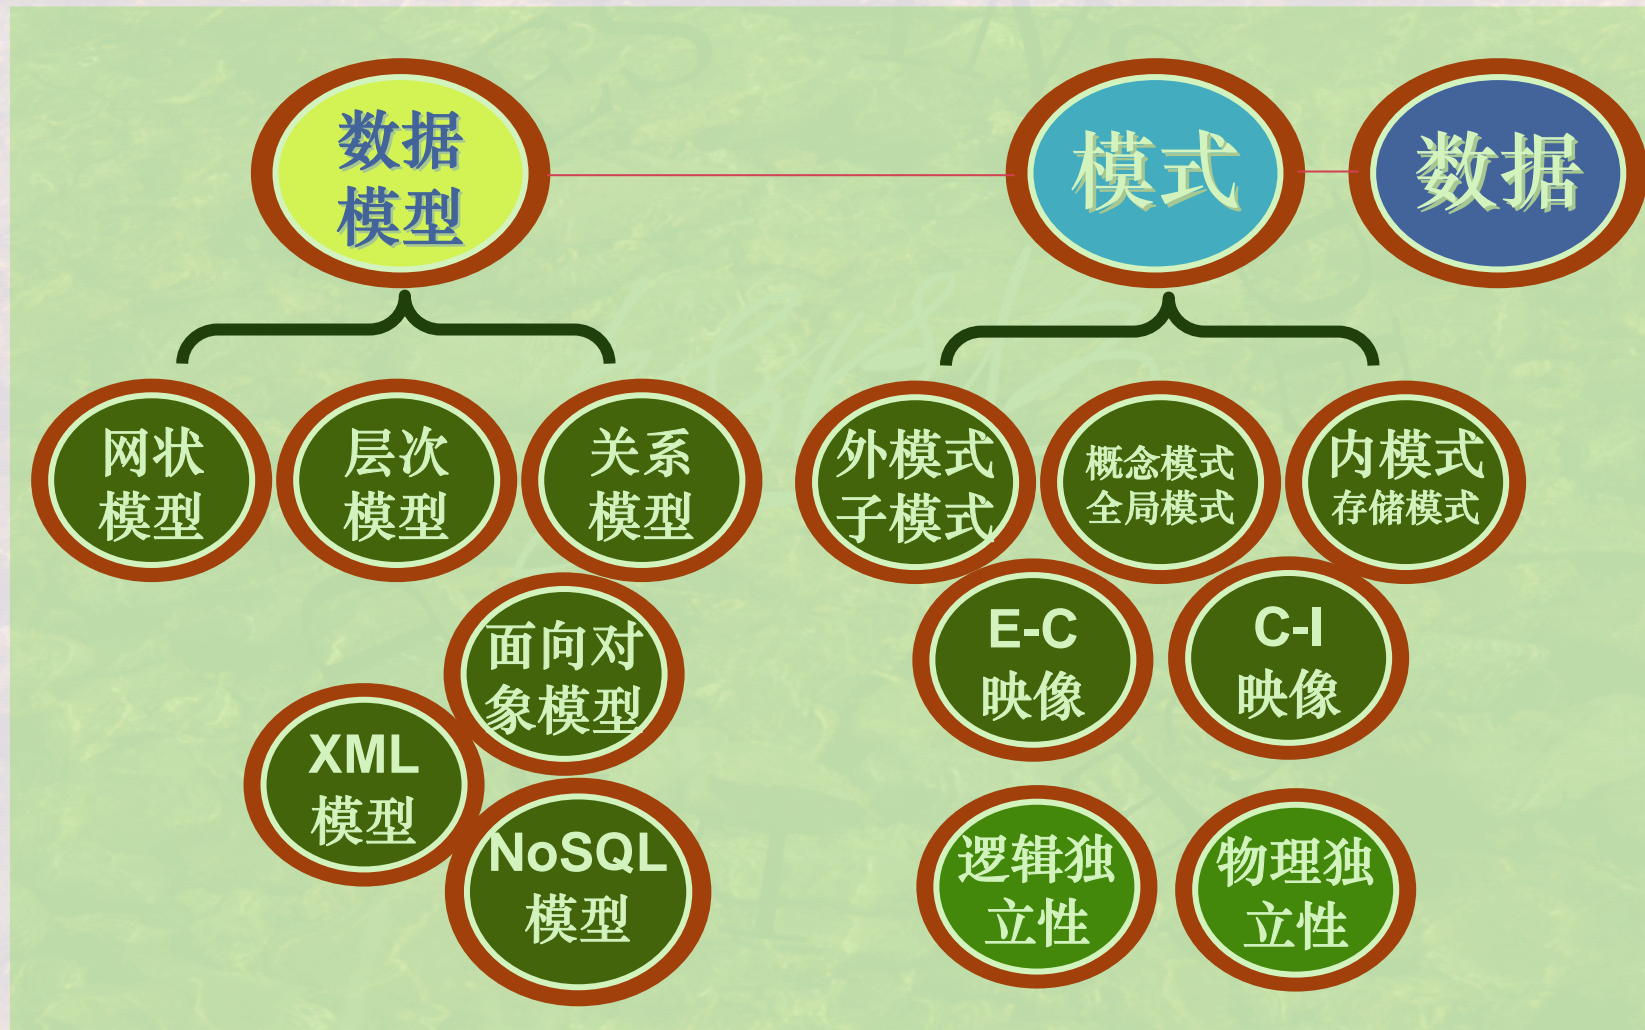 数据
模型
模式
数据
网状
模型
层次
模型
关系
模型
外模式
子模式
概念模式
全局模式
内模式
存储模式
面向对
象模型
E-C
映像
C-I
映像
XML
模型
NoSQL
模型
逻辑独
立性
物理独
立性